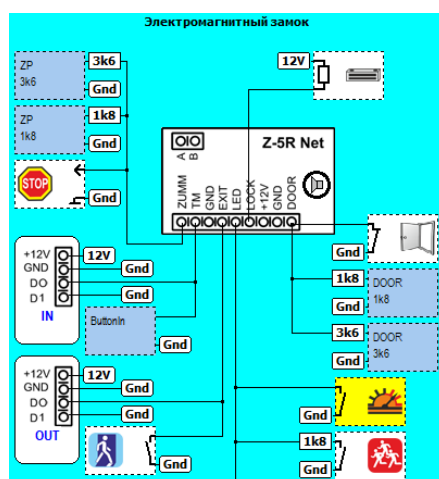 Электромагнитный замок
ZP
3k6
3k6
Gnd
ZP
1k8
1k8
Gnd
STOP
Gnd
12V
Z-5R Net
A
B
ZUMM
TM
GND
EXIT
LED
LOCK
+12V
GND
DOOR
Gnd
1k8
DOOR
1k8
Gnd
3k6
DOOR
3k6
Gnd
+12V
GND
DO
D1
IN
12V
Gnd
Gnd
ButtonIn
Gnd
+12V
GND
DO
D1
OUT
12V
Gnd
Gnd
Gnd
Gnd
1k8
Gnd